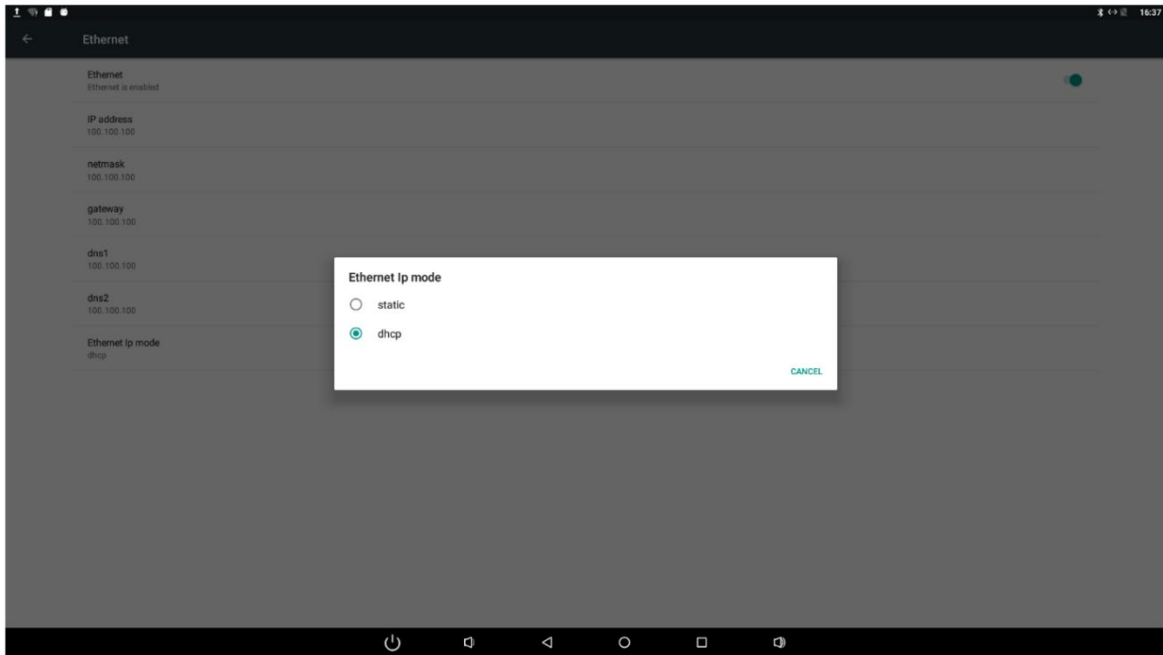 16:37
Ethernet
Ethernet
Ethernet is enabled
IP address
100.100.100
netmask
100.100.100
gateway
100.100.100
dns1
100.100.100
dns2
100.100.100
Ethernet Ip mode
dhcp
Ethernet Ip mode
static
dhcp
CANCEL